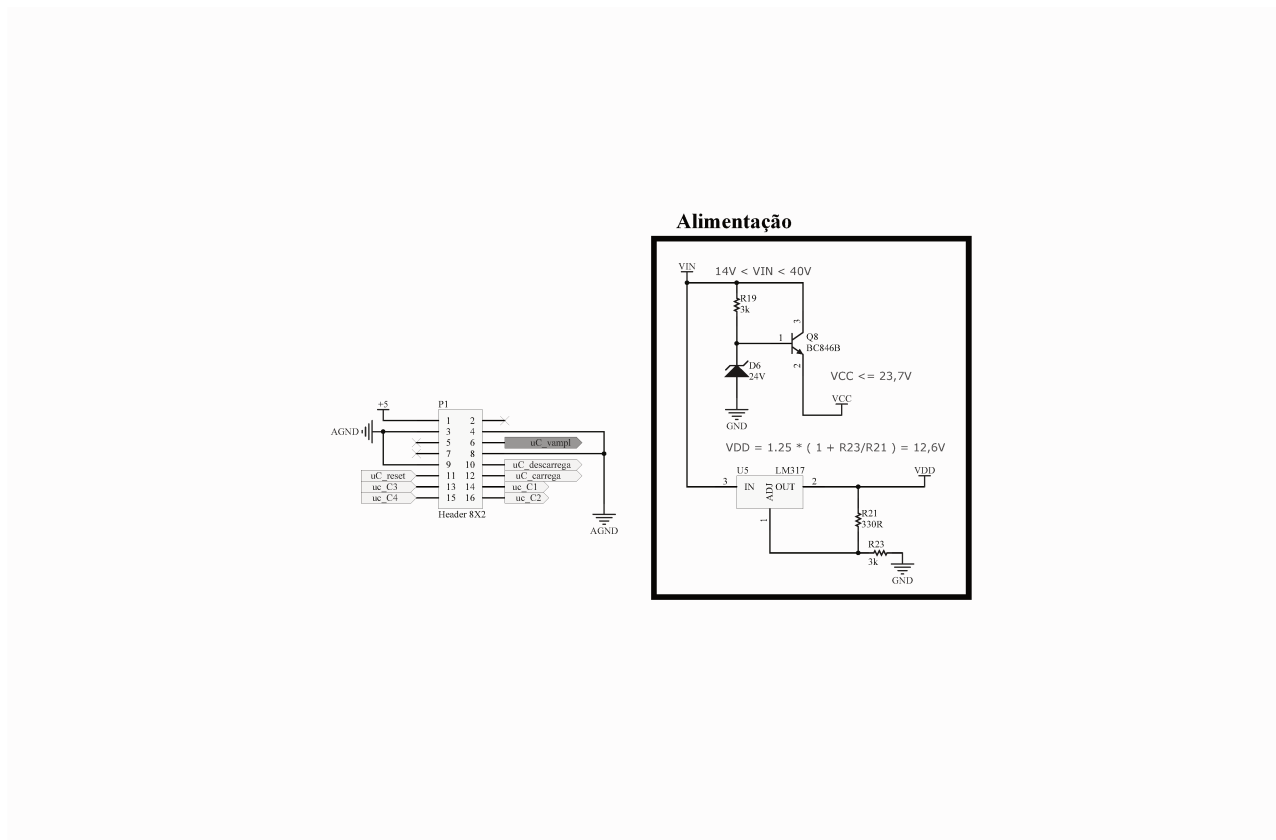 Alimentação
VIN
14V < VIN < 40V
R19
3k
3
1
Q8
BC846B
2
D6
24V
VCC <= 23,7V
VCC
GND
VDD = 1.25 * ( 1 + R23/R21 ) = 12,6V
U5 LM317
VDD
3 IN ADJ OUT 2
1
R21
330R
R23
3k
GND
+5
P1
1 2
AGND 3 4
5 6 uC_vampl
7 8
9 10 uC_descarrega
uC_reset 11 12 uC_carrega
uc_C3 13 14 uc_C1
uc_C4 15 16 uc_C2
Header 8X2
AGND